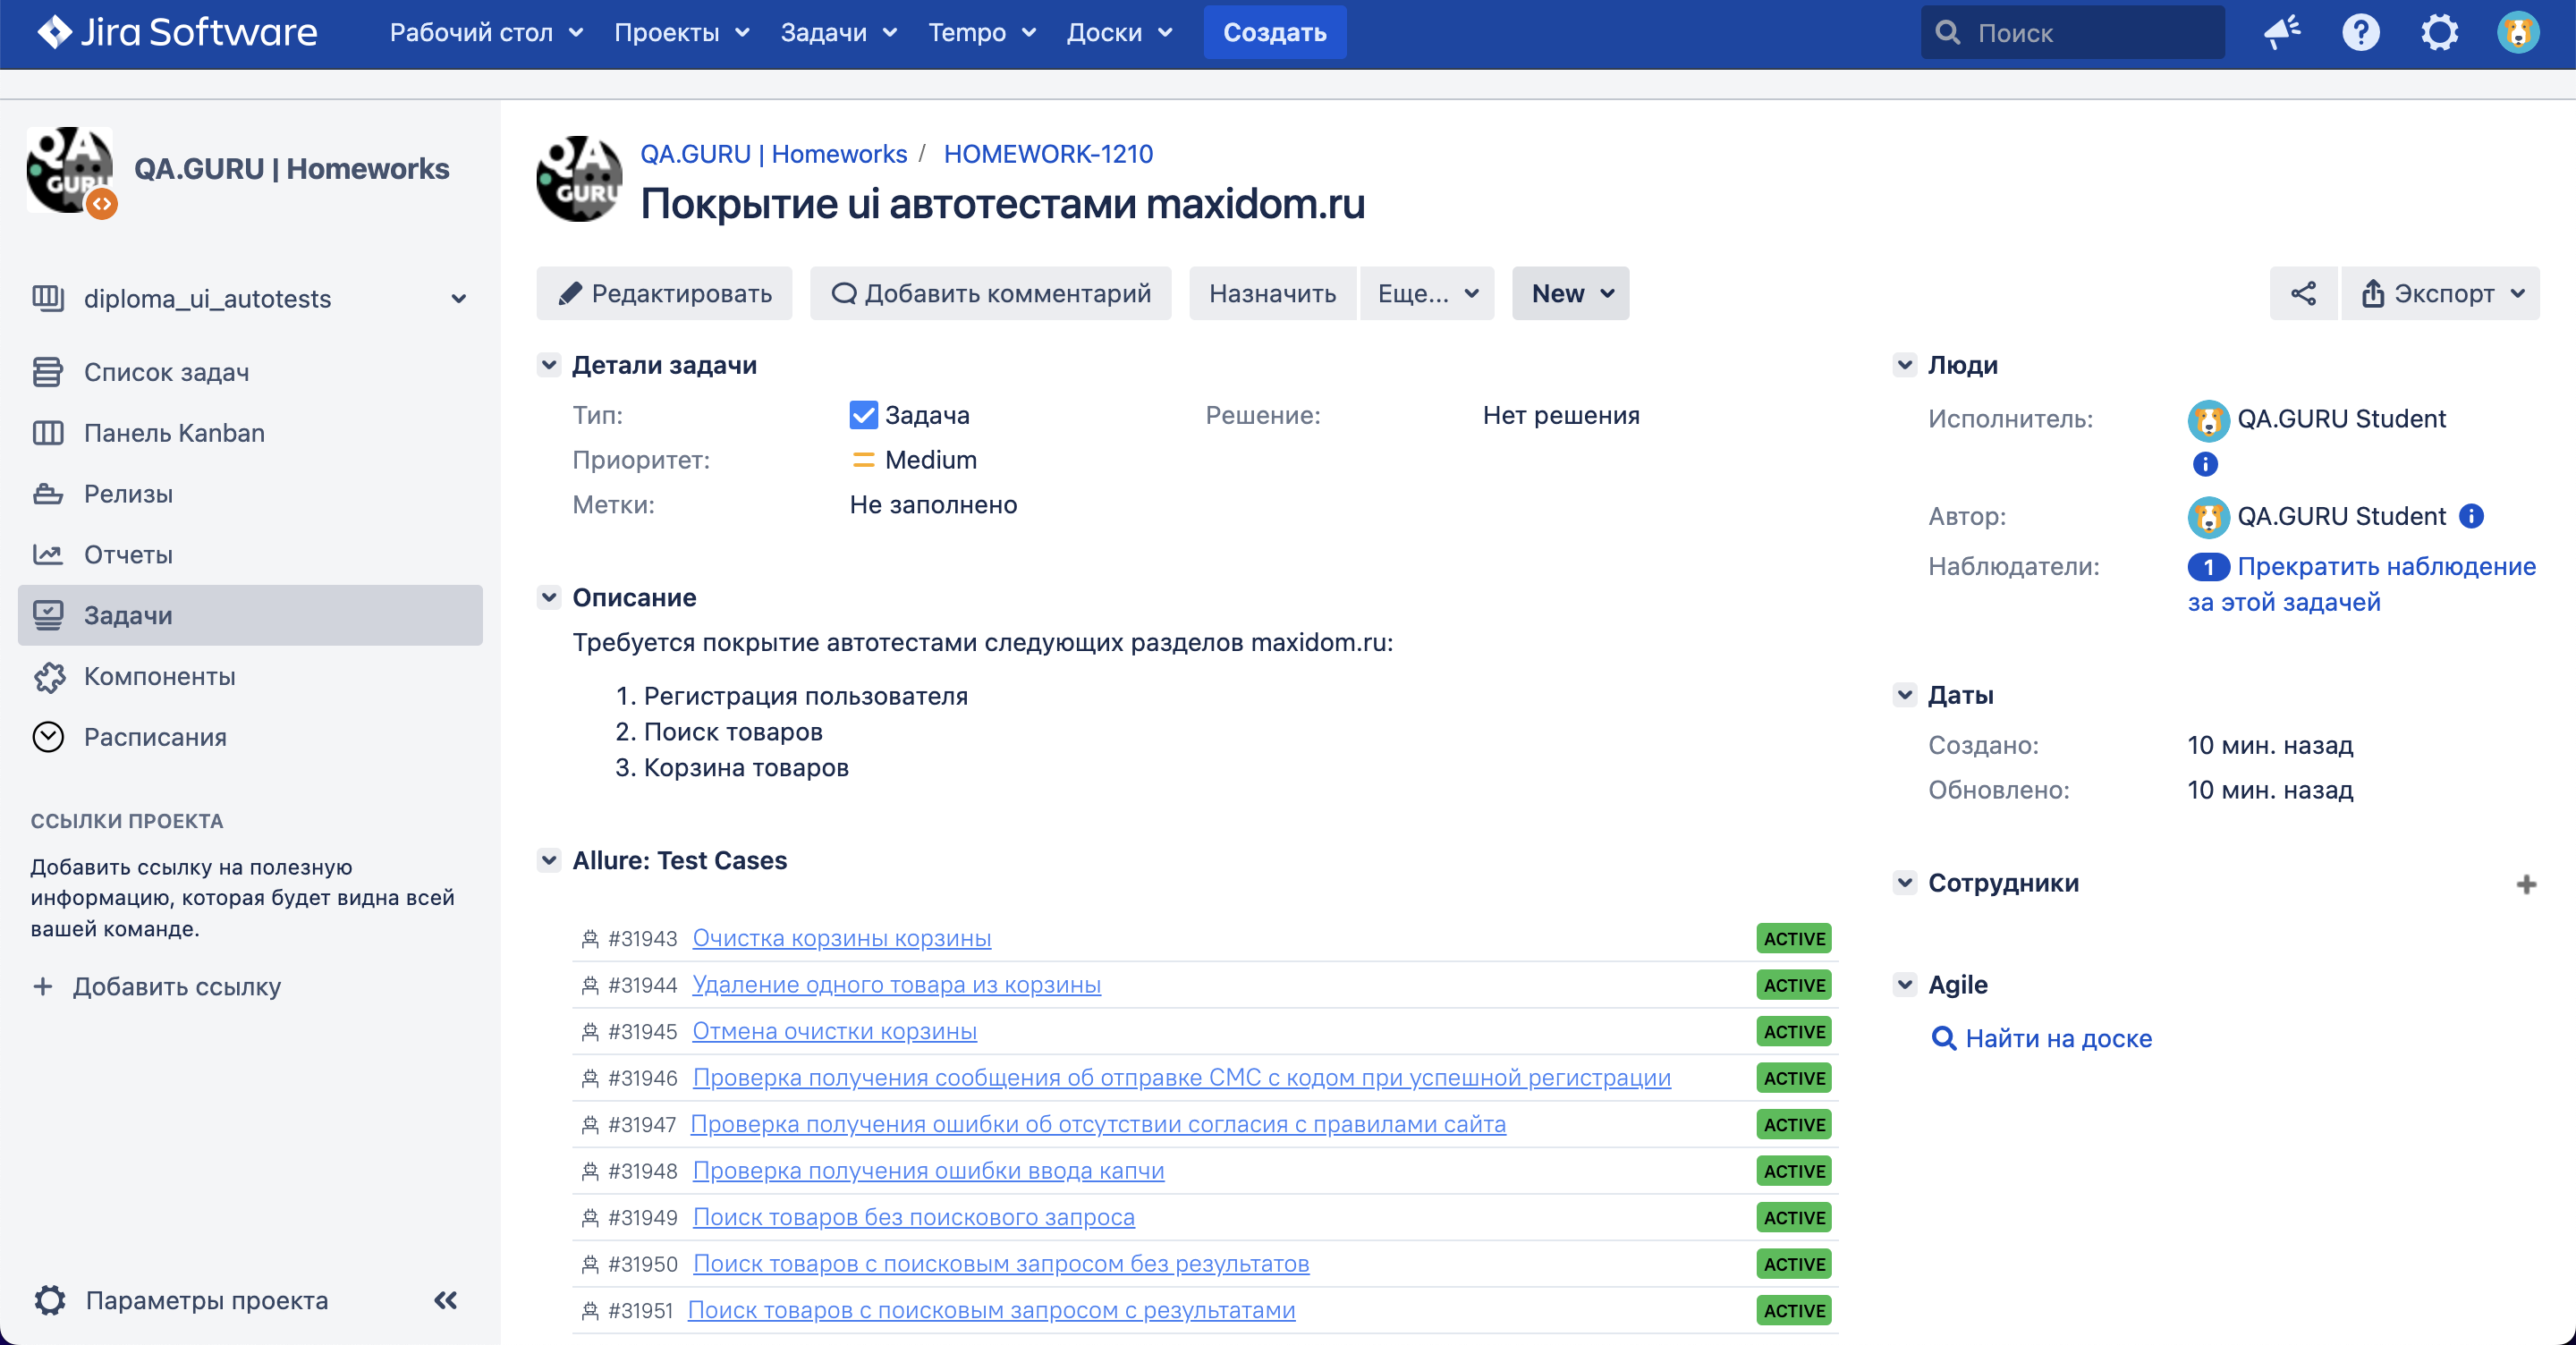 Jira Software
Рабочий стол
Проекты
Задачи
Tempo
Доски
Создать
Поиск
QA GURU
QA.GURU | Homeworks
diploma_ui_autotests
Список задач
Панель Kanban
Релизы
Отчеты
Задачи
Компоненты
Расписания
ССЫЛКИ ПРОЕКТА
Добавить ссылку на полезную
информацию, которая будет видна всей
вашей команде.
+ Добавить ссылку
Параметры проекта
QA GURU
QA.GURU | Homeworks / HOMEWORK-1210
Покрытие ui автотестами maxidom.ru
Редактировать
Добавить комментарий
Назначить
Еще...
New
Экспорт
Детали задачи
Тип: Задача
Решение: Нет решения
Приоритет: Medium
Метки: Не заполнено
Описание
Требуется покрытие автотестами следующих разделов maxidom.ru:
1. Регистрация пользователя
2. Поиск товаров
3. Корзина товаров
Allure: Test Cases
#31943 Очистка корзины корзины ACTIVE
#31944 Удаление одного товара из корзины ACTIVE
#31945 Отмена очистки корзины ACTIVE
#31946 Проверка получения сообщения об отправке СМС с кодом при успешной регистрации ACTIVE
#31947 Проверка получения ошибки об отсутствии согласия с правилами сайта ACTIVE
#31948 Проверка получения ошибки ввода капчи ACTIVE
#31949 Поиск товаров без поискового запроса ACTIVE
#31950 Поиск товаров с поисковым запросом без результатов ACTIVE
#31951 Поиск товаров с поисковым запросом с результатами ACTIVE
Люди
Исполнитель: QA.GURU Student
Автор: QA.GURU Student
Наблюдатели: 1 Прекратить наблюдение
за этой задачей
Даты
Создано: 10 мин. назад
Обновлено: 10 мин. назад
Сотрудники
Agile
Найти на доске